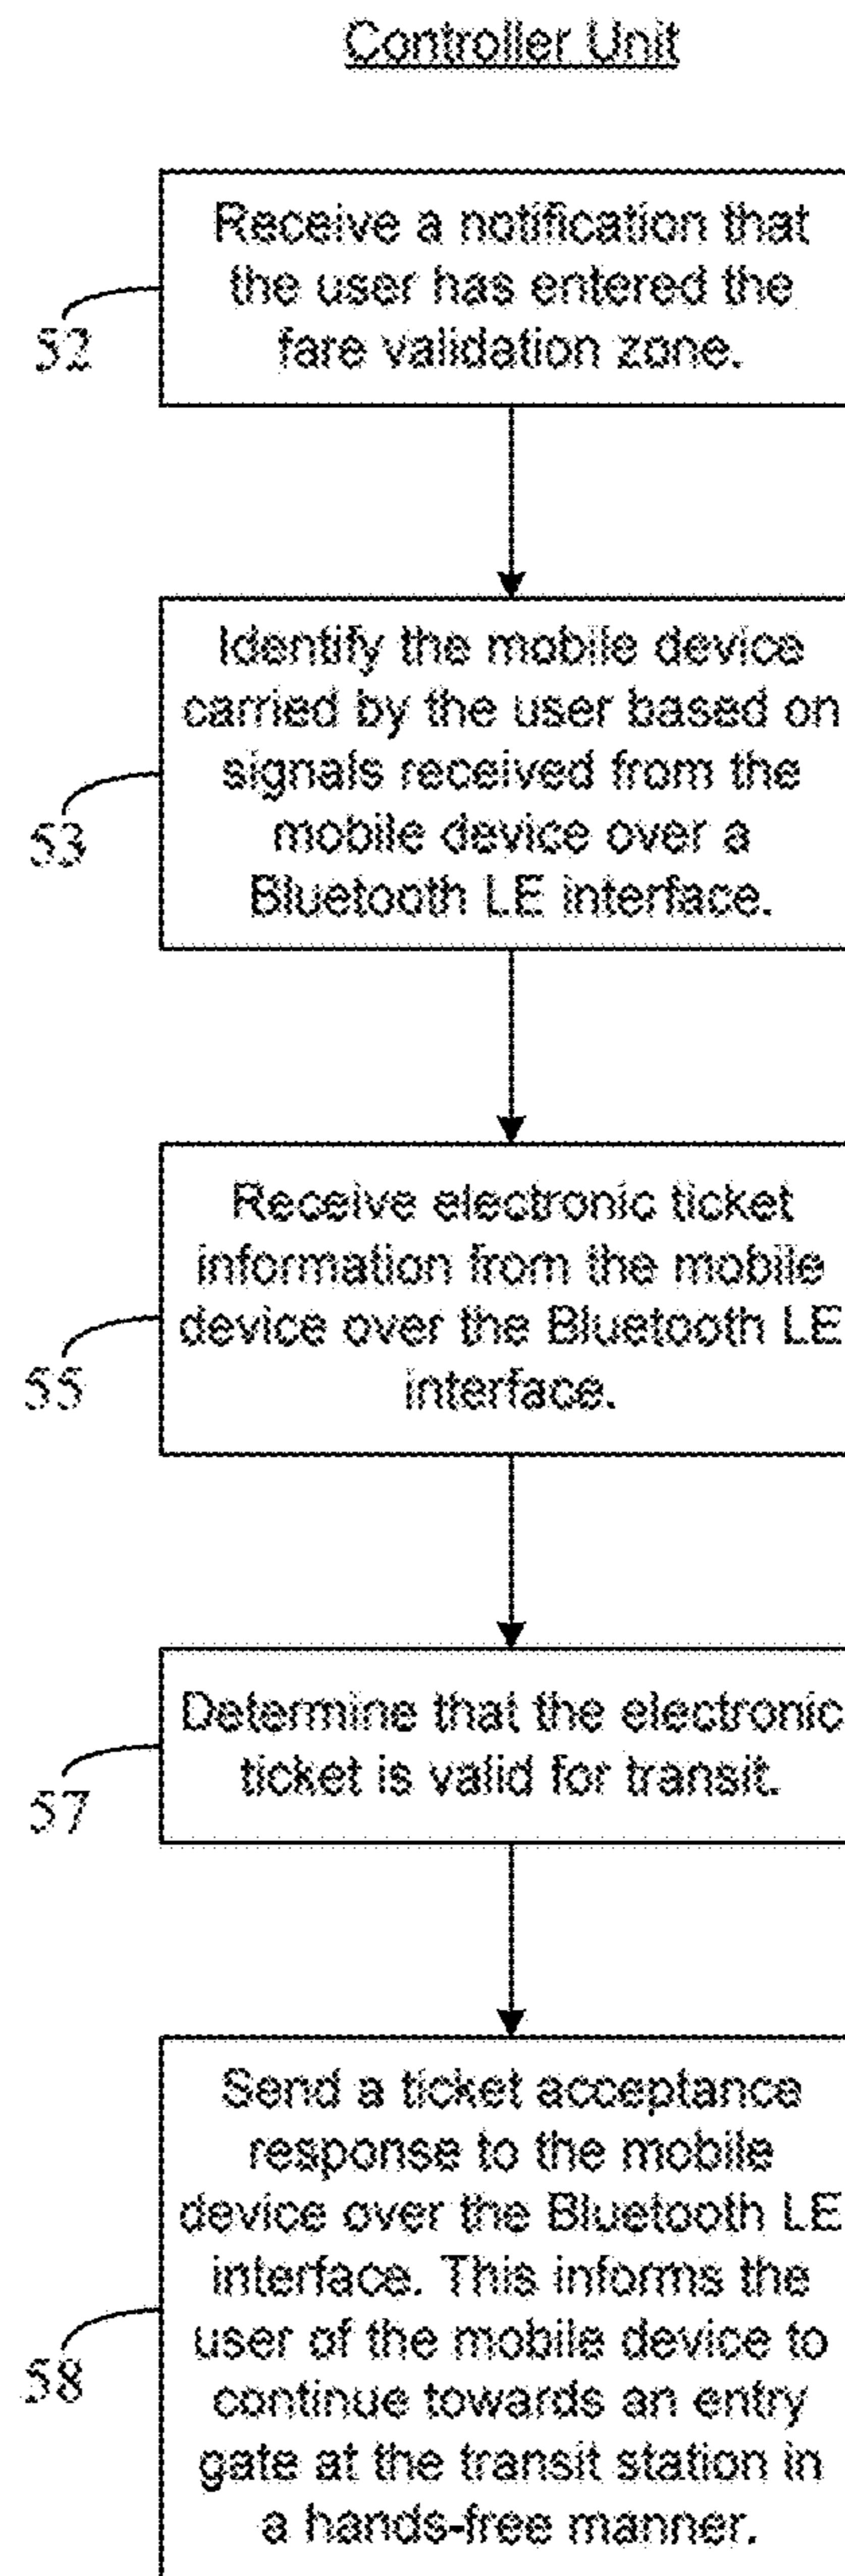 Controller Unit
Receive a notification that
the user has entered the
fare validation zone.
52
Identify the mobile device
carried by the user based on
signals received from the
mobile device over a
Bluetooth LE interface.
53
Receive electronic ticket
information from the mobile
device over the Bluetooth LE
interface.
55
Determine that the electronic
ticket is valid for transit.
57
Send a ticket acceptance
response to the mobile
device over the Bluetooth LE
interface. This informs the
user of the mobile device to
continue towards an entry
gate at the transit station in
a hands-free manner.
58